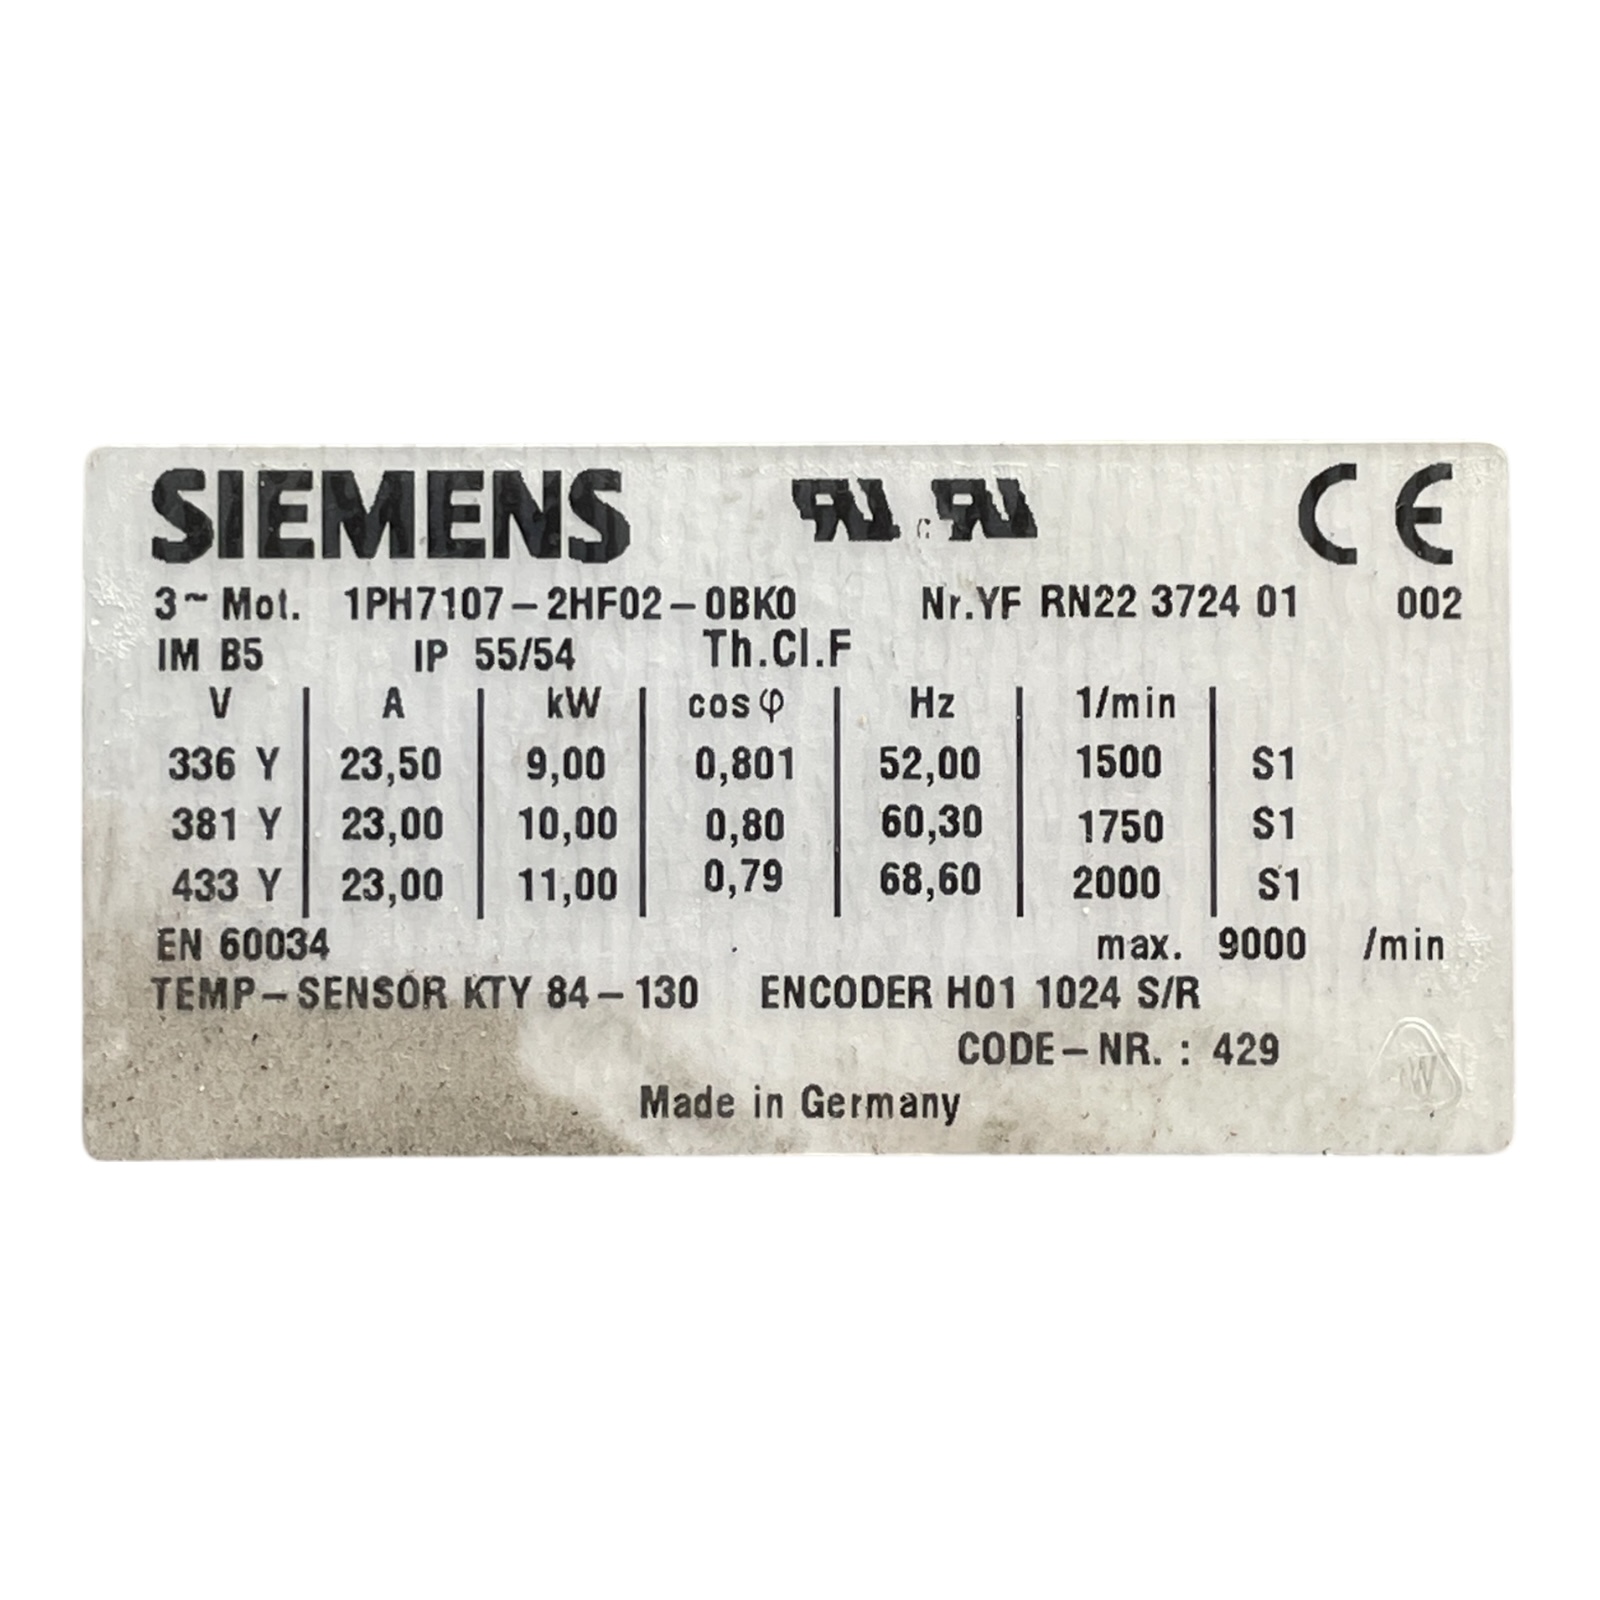 SIEMENS
3~ Mot. 1PH7107-2HF02-0BK0 Nr.YF RN22 3724 01 002
IM B5 IP 55/54 Th.Cl.F
V A kW cosφ Hz 1/min
336 Y 23,50 9,00 0,801 52,00 1500 S1
381 Y 23,00 10,00 0,80 60,30 1750 S1
433 Y 23,00 11,00 0,79 68,60 2000 S1
EN 60034 max. 9000 /min
TEMP-SENSOR KTY 84-130 ENCODER H01 1024 S/R
CODE-NR. : 429
Made in Germany